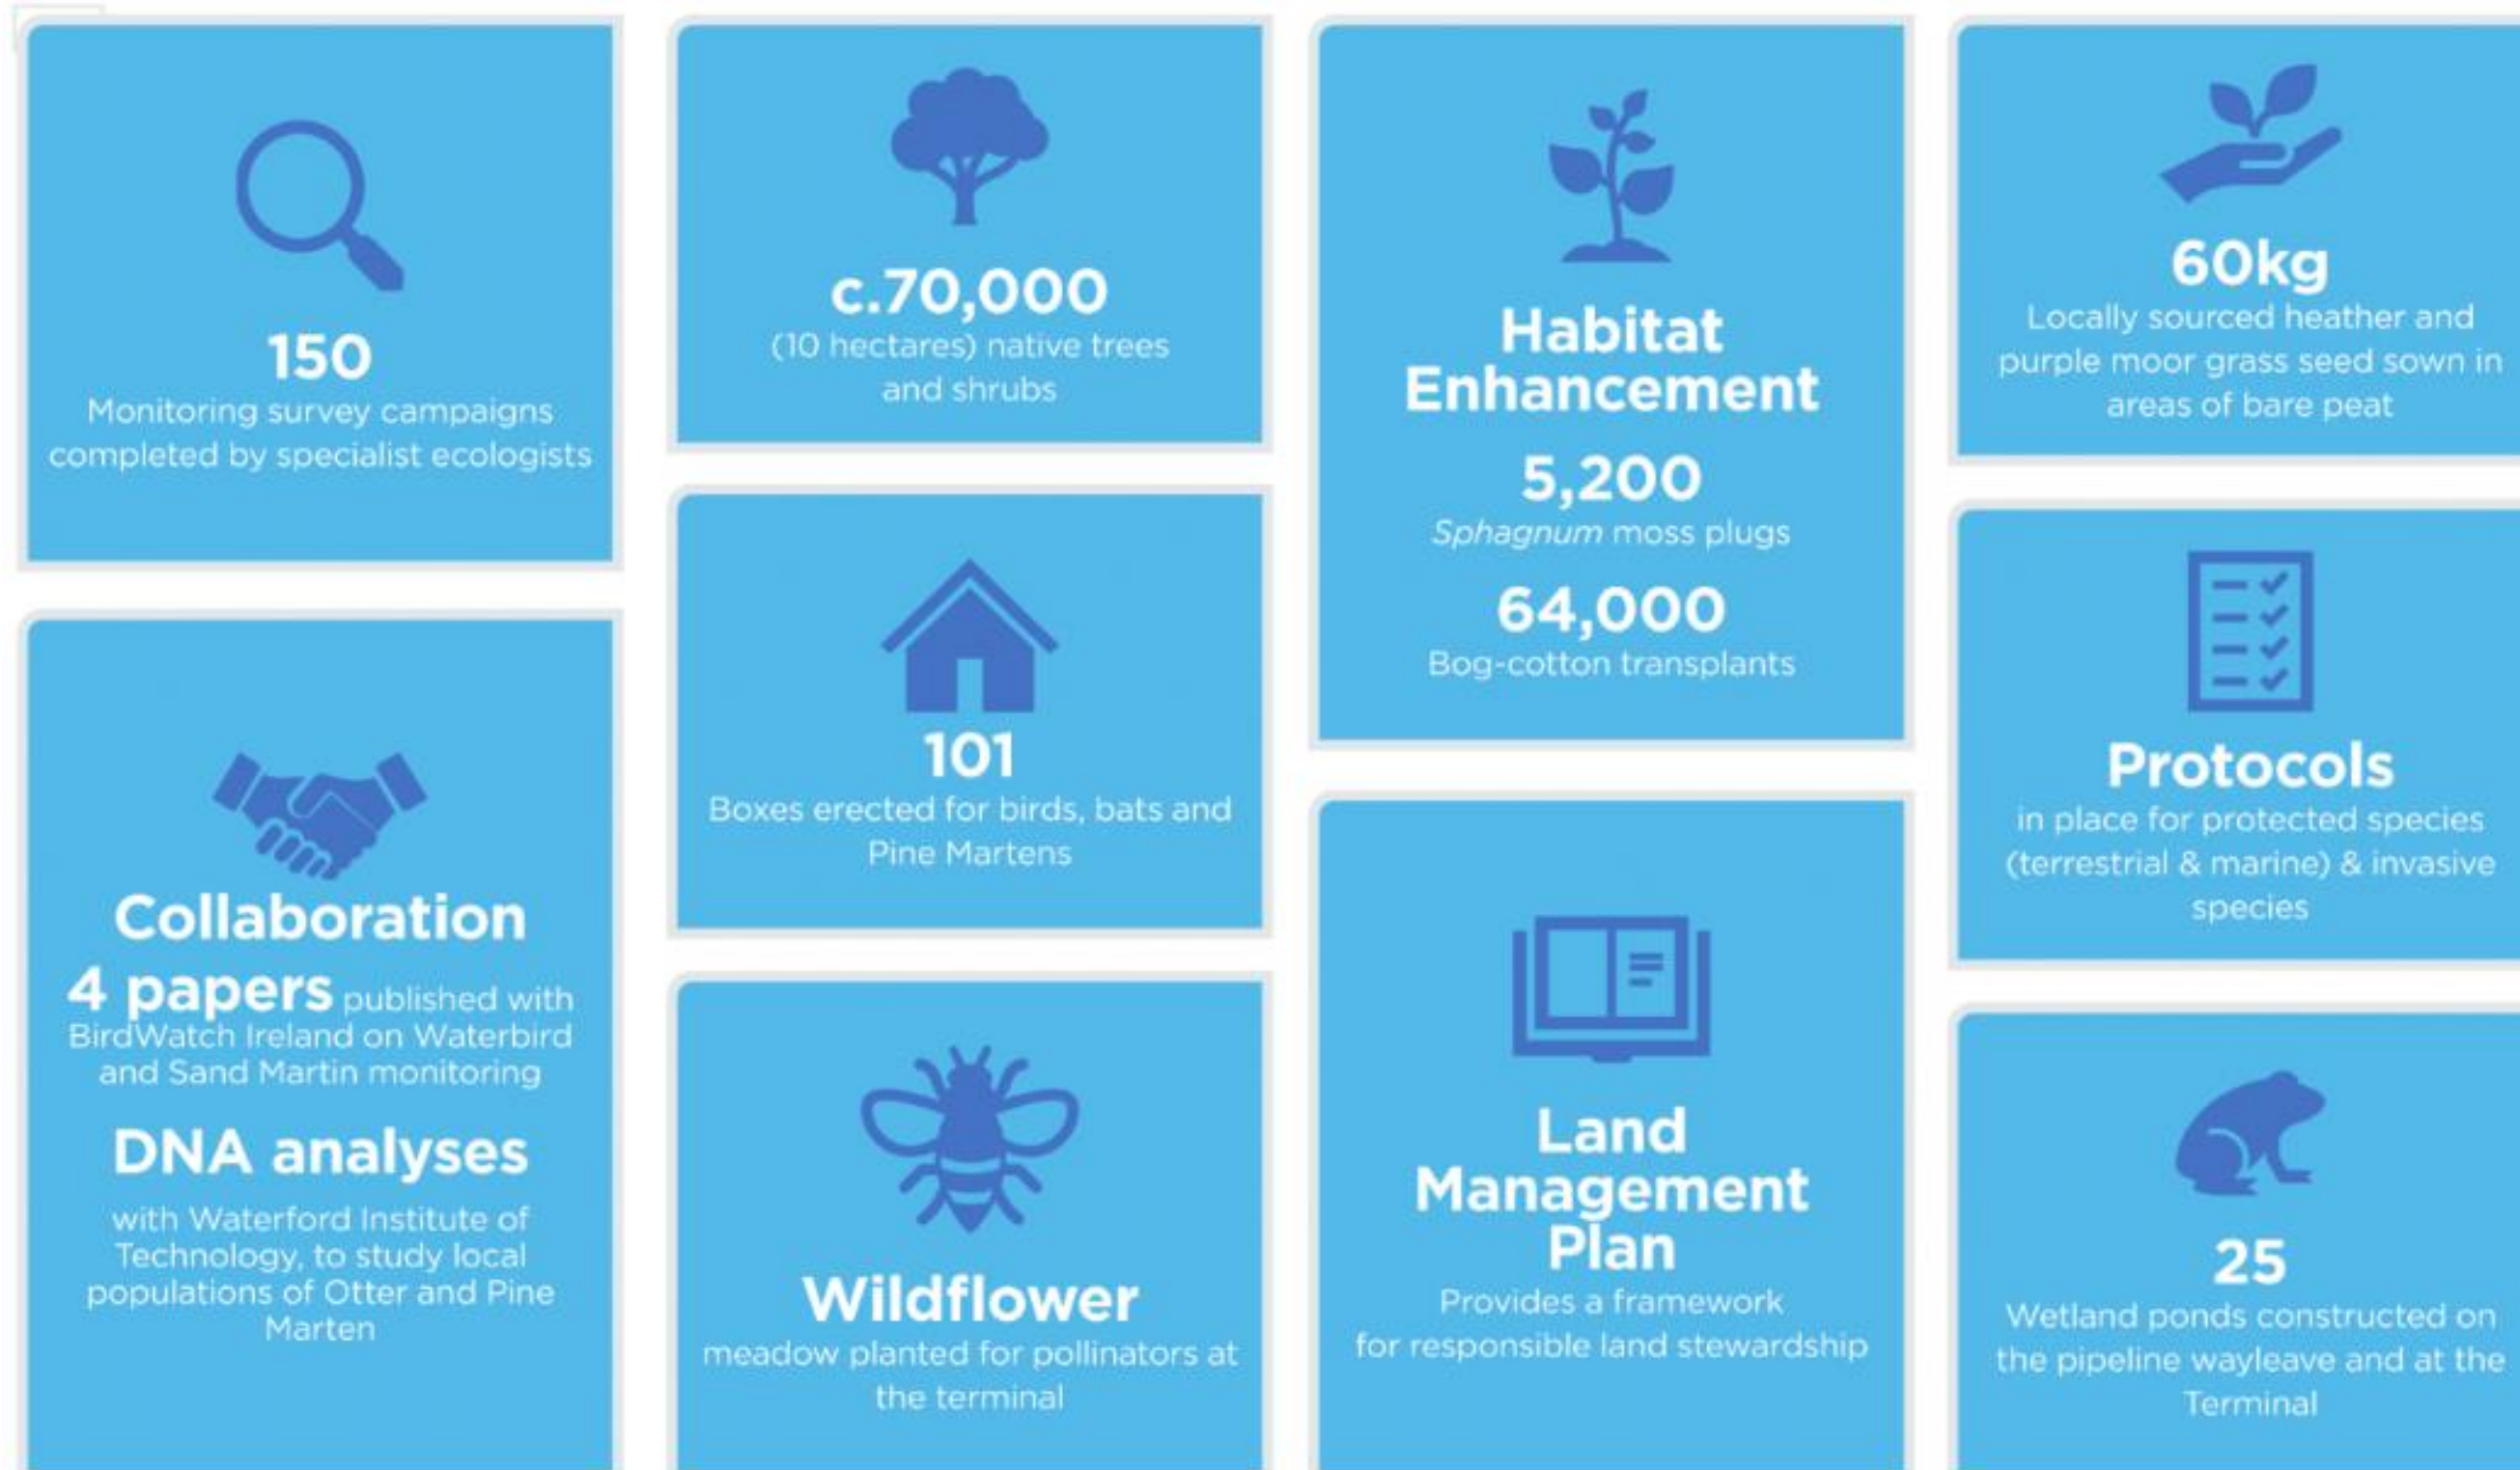 150
Monitoring survey campaigns
completed by specialist ecologists
Collaboration
4 papers published with
BirdWatch Ireland on Waterbird
and Sand Martin monitoring
DNA analyses
with Waterford Institute of
Technology, to study local
populations of Otter and Pine
Marten
c.70,000
(10 hectares) native trees
and shrubs
101
Boxes erected for birds, bats and
Pine Martens
Wildflower
meadow planted for pollinators at
the terminal
Habitat
Enhancement
5,200
Sphagnum moss plugs
64,000
Bog-cotton transplants
Land
Management
Plan
Provides a framework
for responsible land stewardship
60kg
Locally sourced heather and
purple moor grass seed sown in
areas of bare peat
Protocols
in place for protected species
(terrestrial & marine) & invasive
species
25
Wetland ponds constructed on
the pipeline wayleave and at the
Terminal